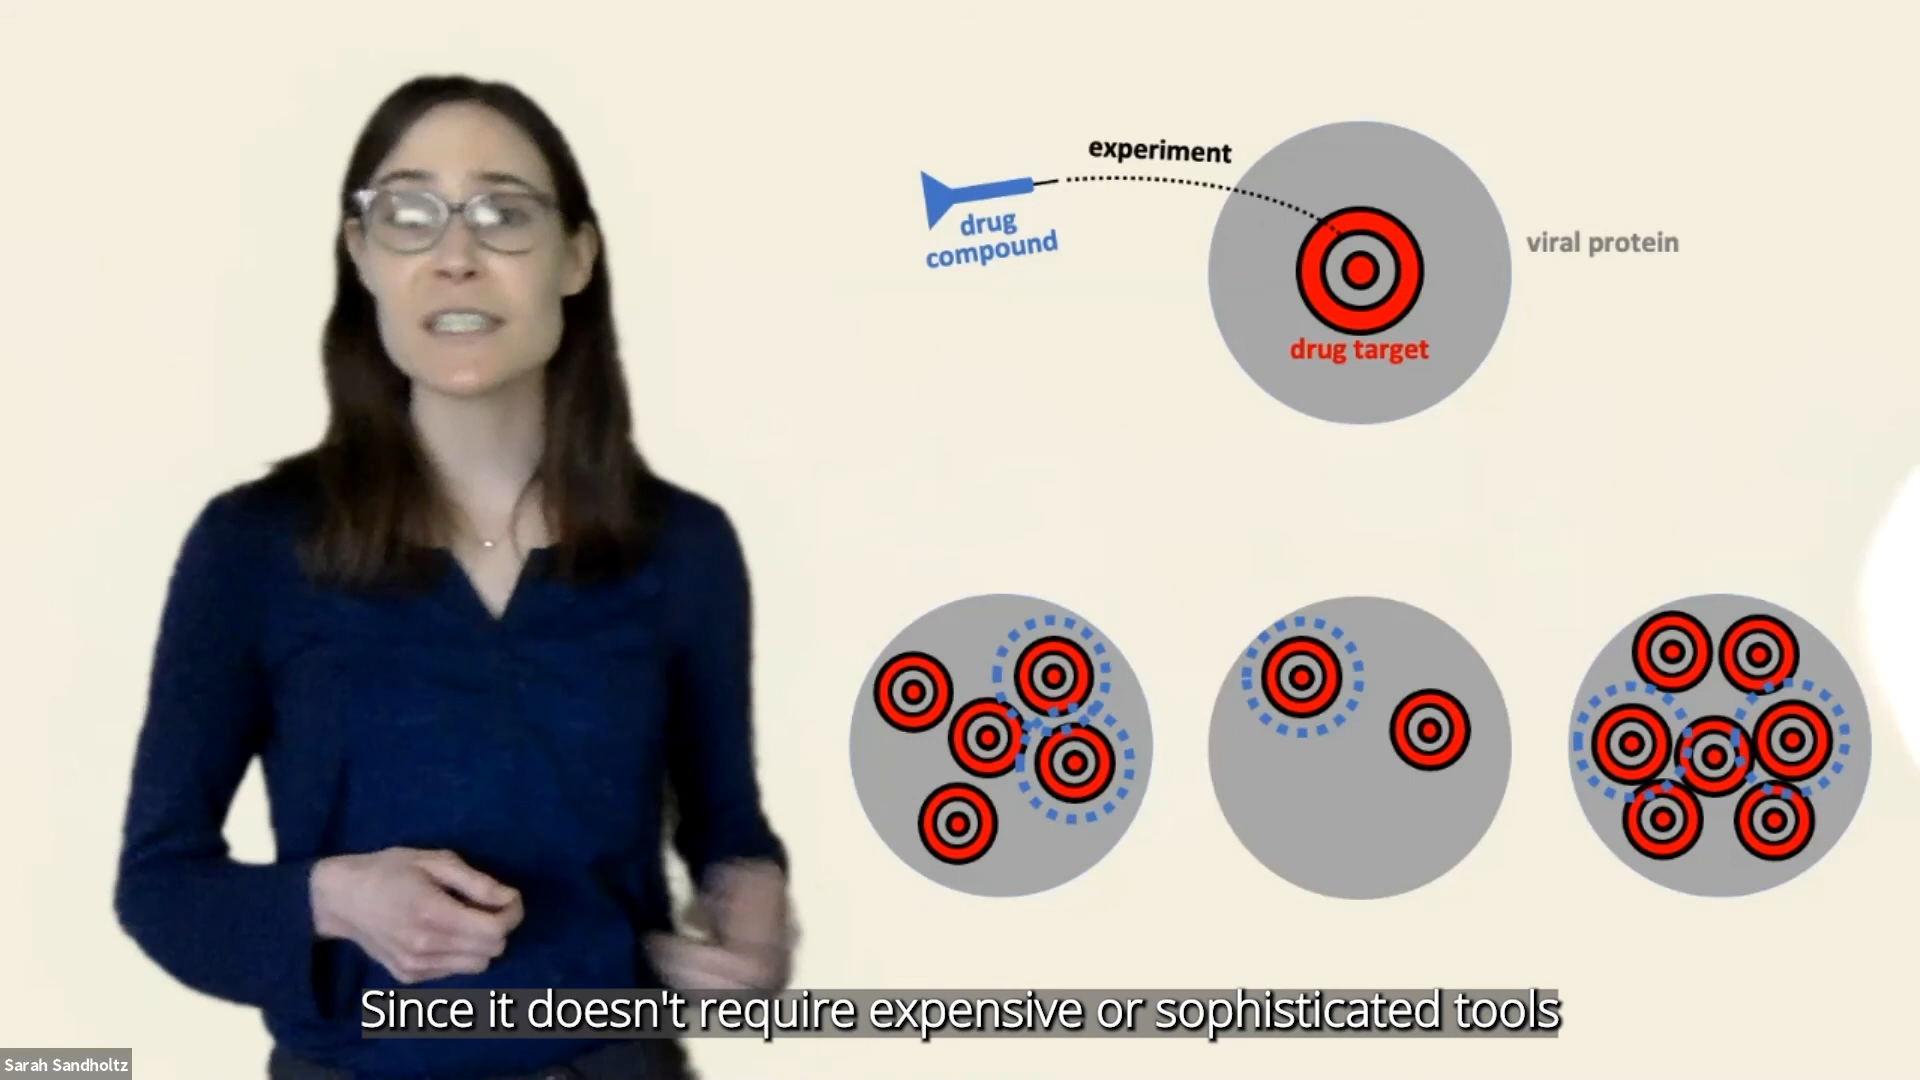 experiment
drug
compound
viral protein
drug target
Since it doesn't require expensive or sophisticated tools
Sarah Sandholtz